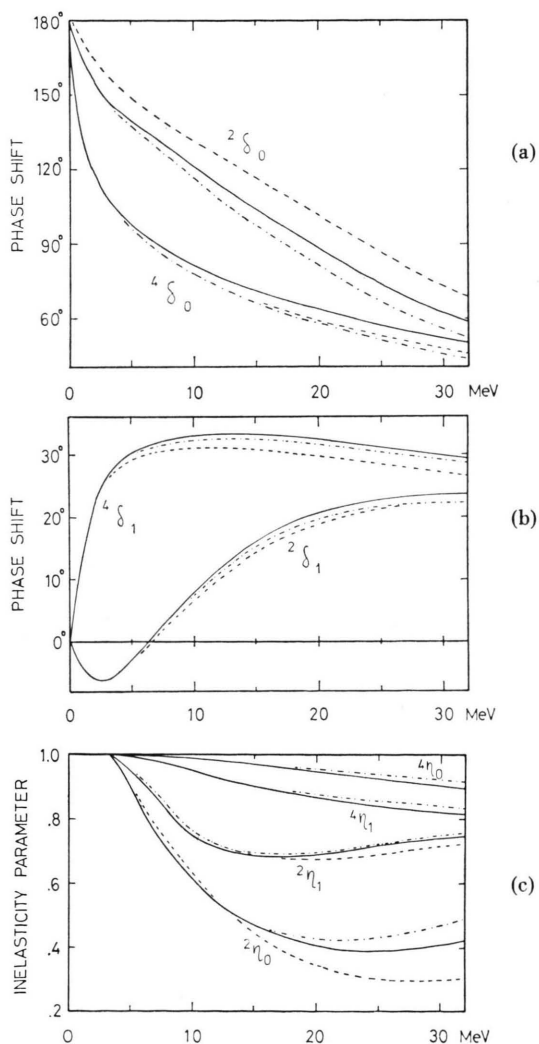 180°
150°
120°
90°
60°
PHASE SHIFT
²δ₀
⁴δ₀
(a)
0 10 20 30 MeV
30°
20°
10°
0°
PHASE SHIFT
⁴δ₁
²δ₁
(b)
0 10 20 30 MeV
1.0
.8
.6
.4
.2
INELASTICITY PARAMETER
⁴η₀
⁴η₁
²η₁
²η₀
(c)
0 10 20 30 MeV